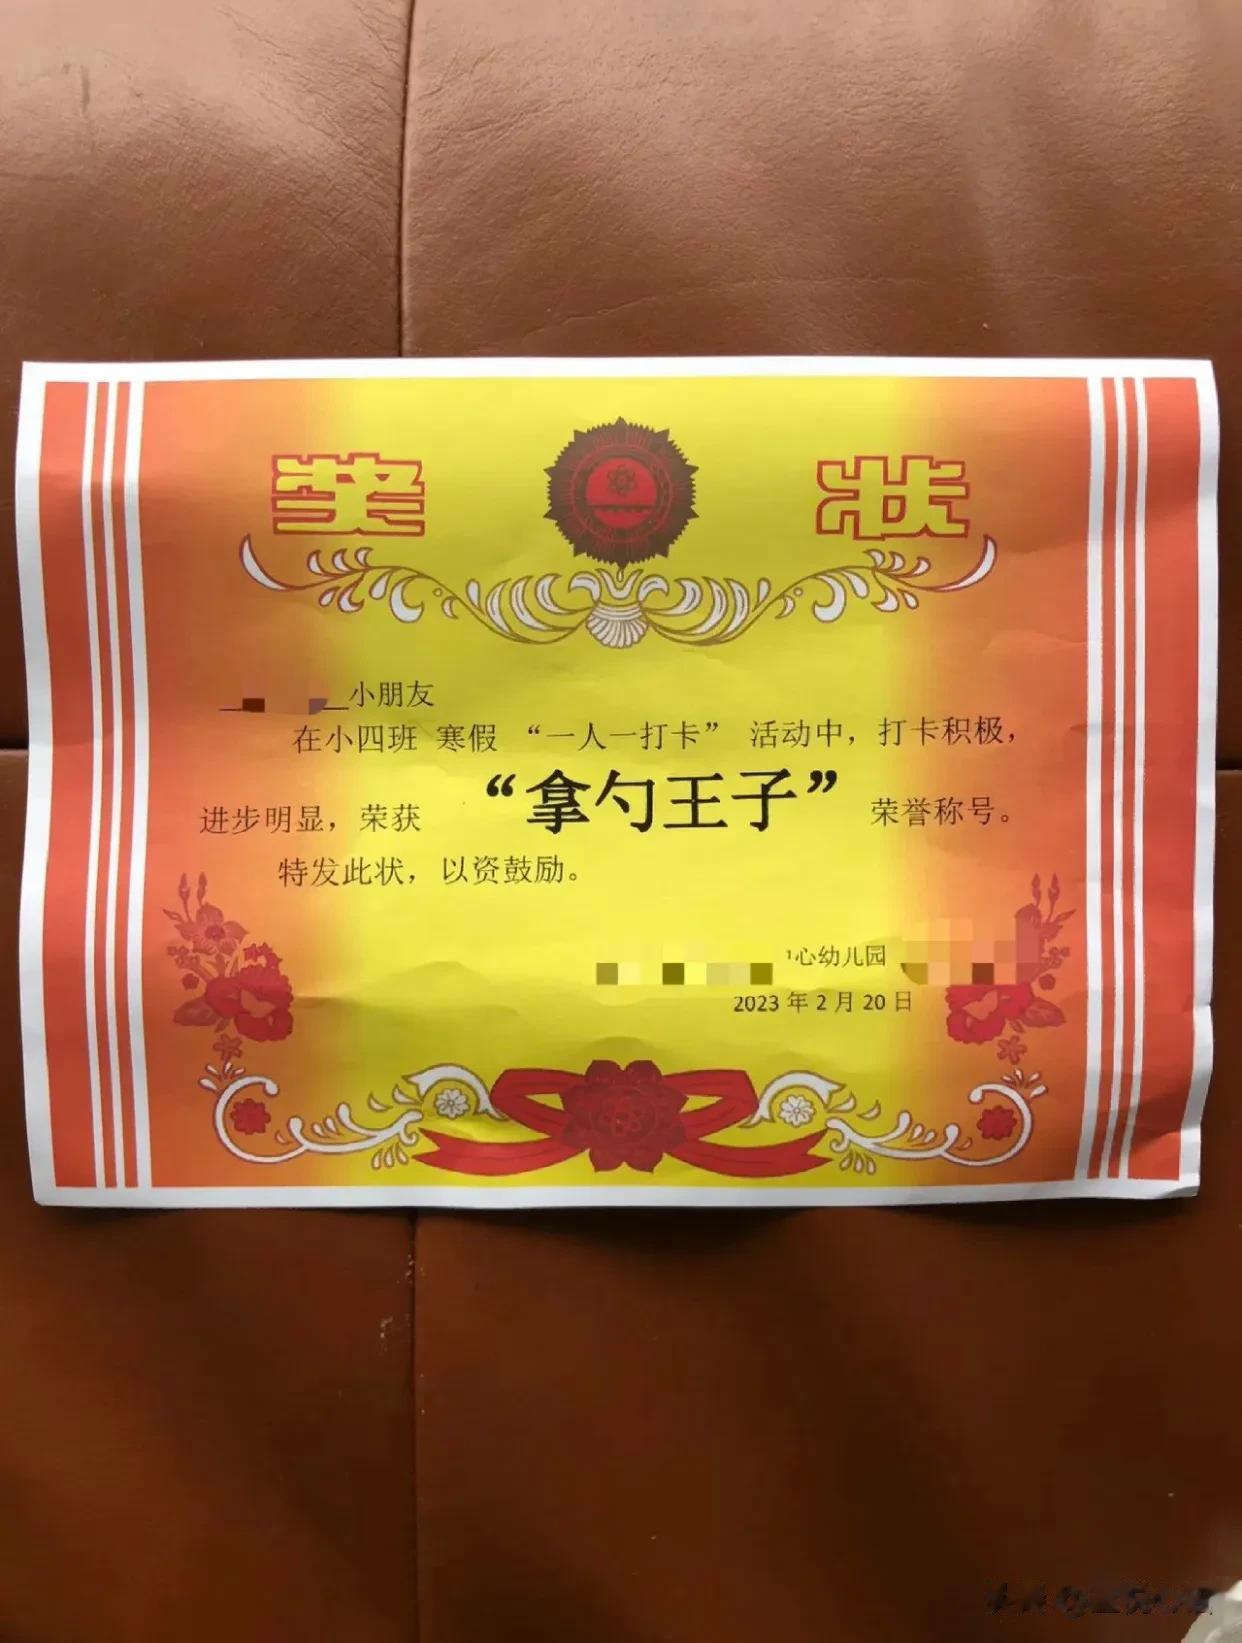 奖 状
小朋友
在小四班 寒假 “一人一打卡” 活动中，打卡积极，
进步明显，荣获 “拿勺王子” 荣誉称号。
特发此状，以资鼓励。
心幼儿园
2023 年 2 月 20 日